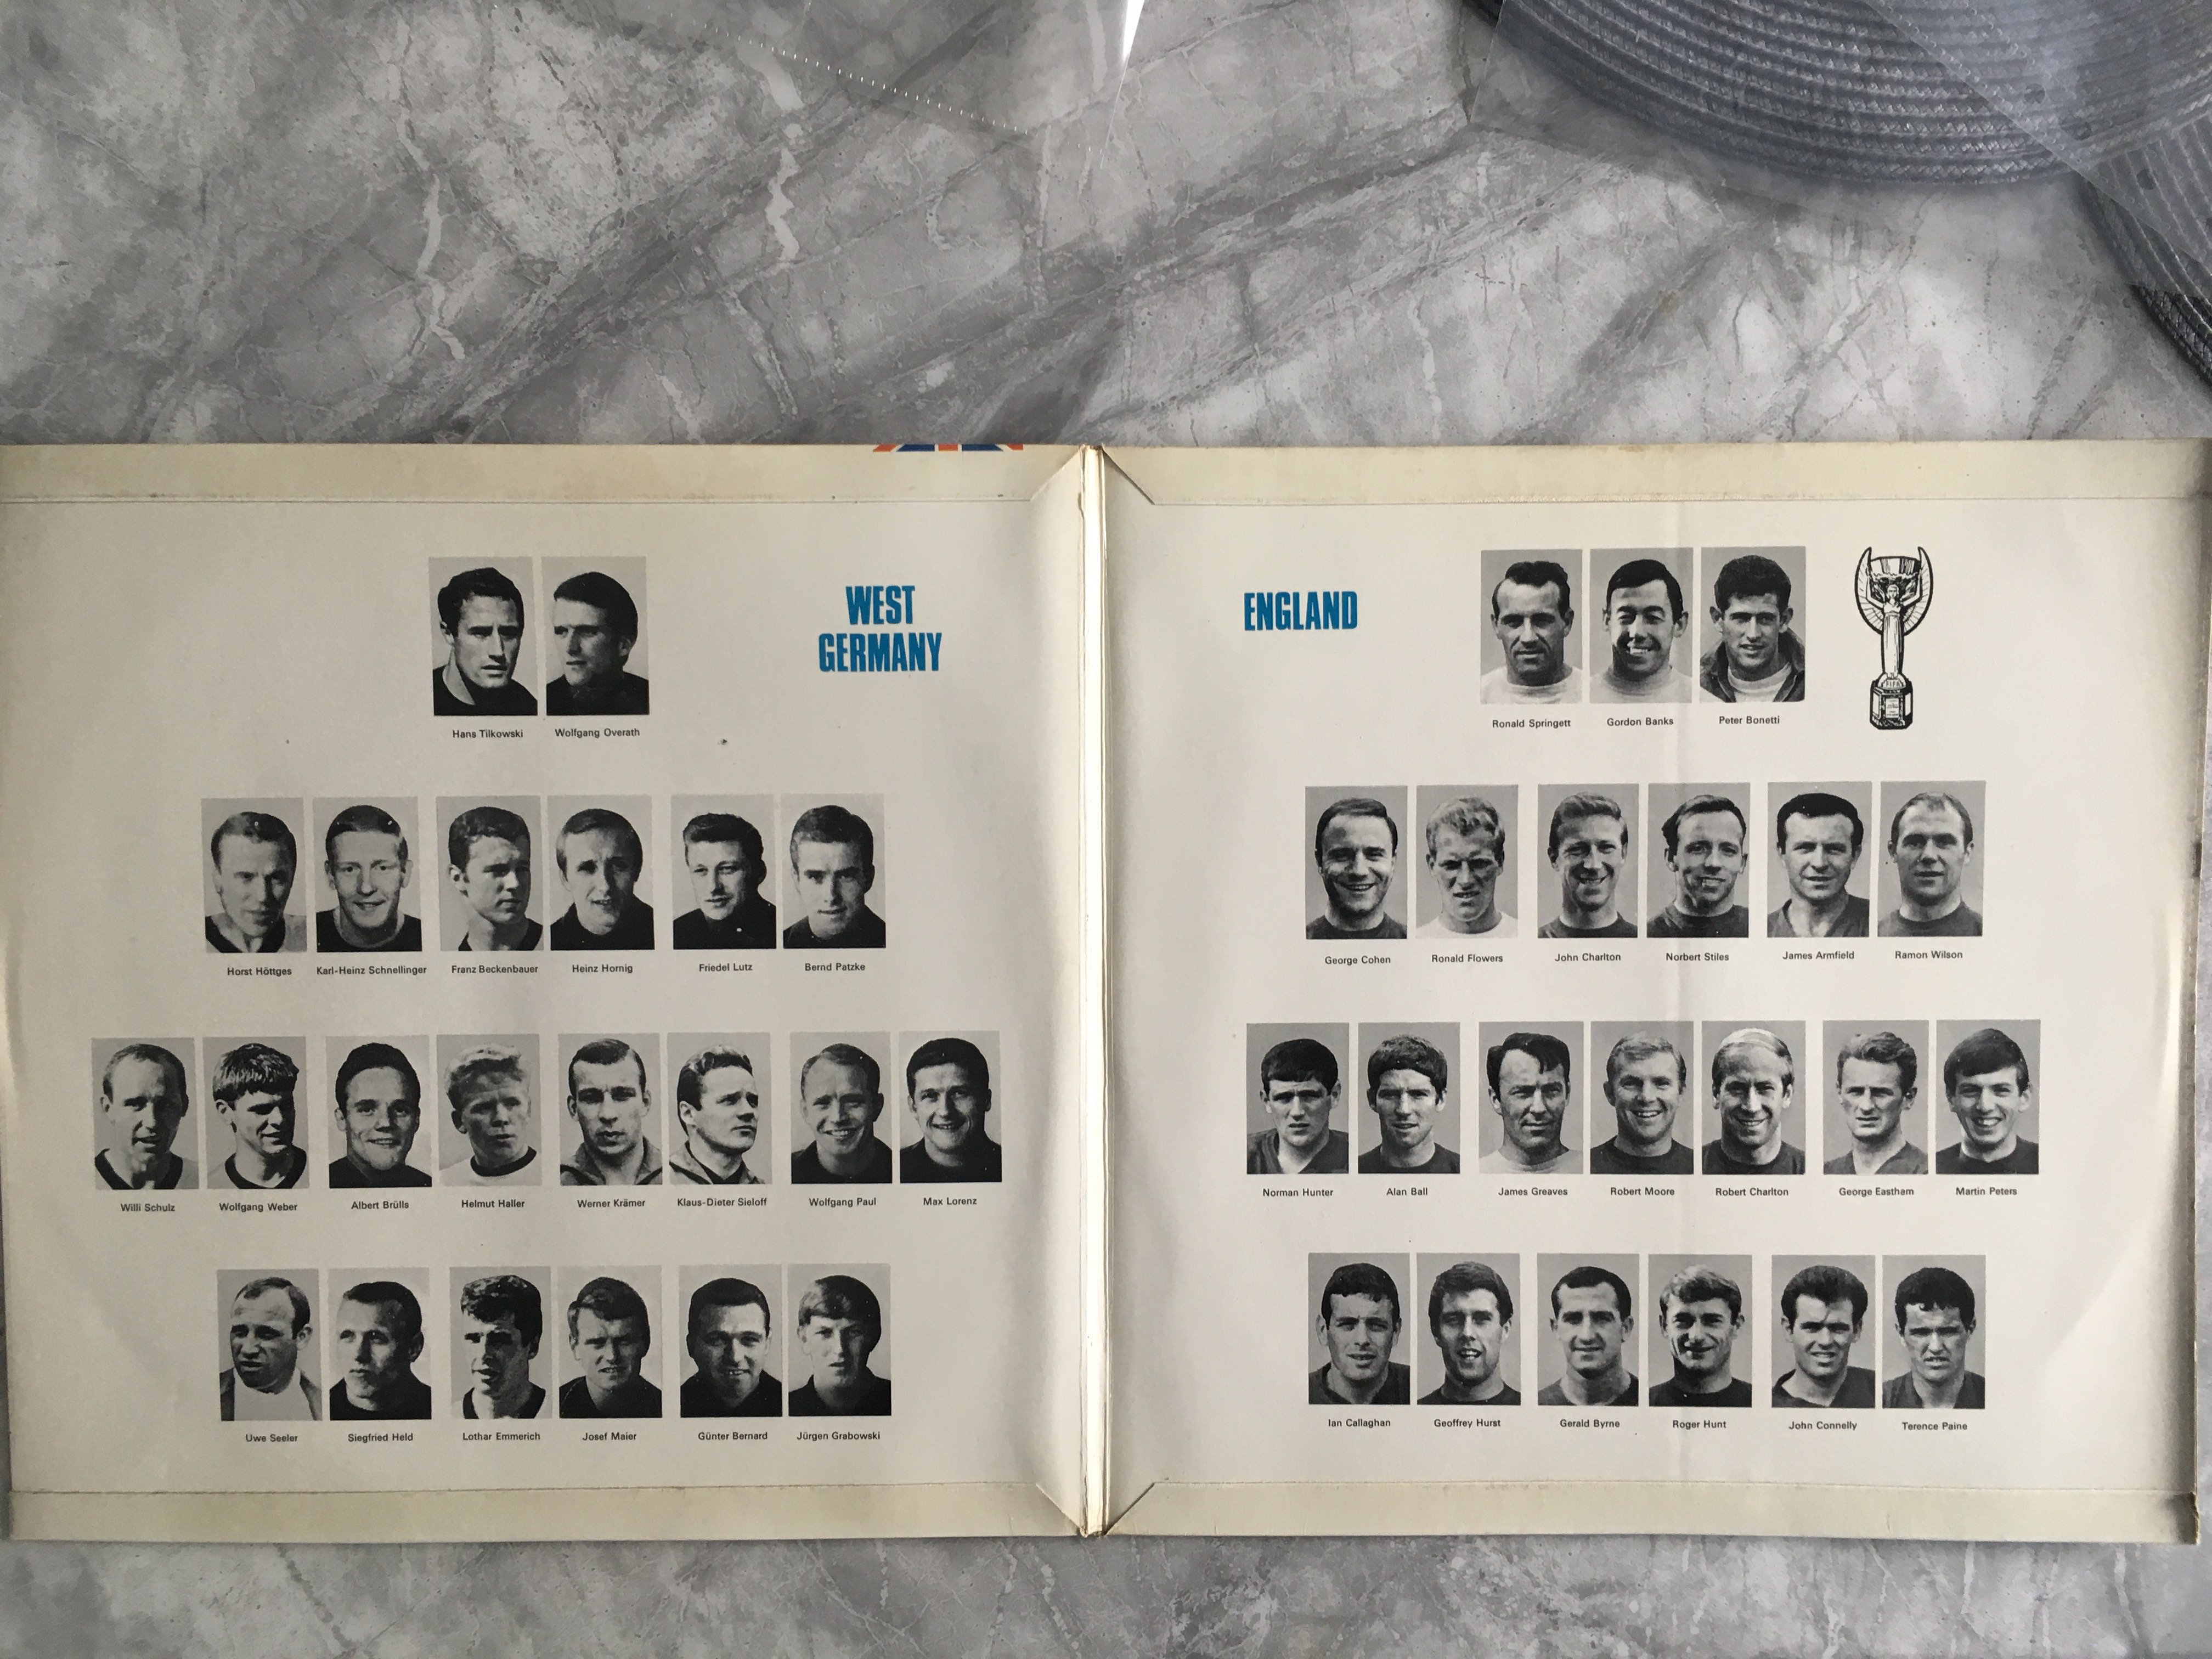 WEST
GERMANY
Hans Tilkowski
Wolfgang Overath
Horst Höttges
Karl-Heinz Schnellinger
Franz Beckenbauer
Heinz Hornig
Friedel Lutz
Bernd Patzke
Willi Schulz
Wolfgang Weber
Albert Brülls
Helmut Haller
Werner Krämer
Klaus-Dieter Sieloff
Wolfgang Paul
Max Lorenz
Uwe Seeler
Siegfried Held
Lothar Emmerich
Josef Maier
Günter Bernard
Jürgen Grabowski
ENGLAND
Ronald Springett
Gordon Banks
Peter Bonetti
George Cohen
Ronald Flowers
John Charlton
Norbert Stiles
James Armfield
Ramon Wilson
Norman Hunter
Alan Ball
James Greaves
Robert Moore
Robert Charlton
George Eastham
Martin Peters
Ian Callaghan
Geoffrey Hurst
Gerald Byrne
Roger Hunt
John Connelly
Terence Paine